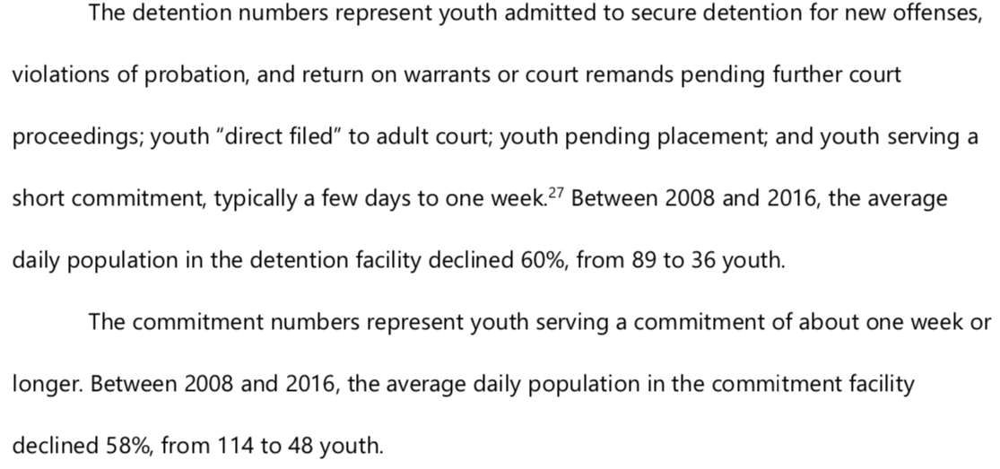 The detention numbers represent youth admitted to secure detention for new offenses,
violations of probation, and return on warrants or court remands pending further court
proceedings; youth “direct filed” to adult court; youth pending placement; and youth serving a
short commitment, typically a few days to one week.27 Between 2008 and 2016, the average
daily population in the detention facility declined 60%, from 89 to 36 youth.
The commitment numbers represent youth serving a commitment of about one week or
longer. Between 2008 and 2016, the average daily population in the commitment facility
declined 58%, from 114 to 48 youth.